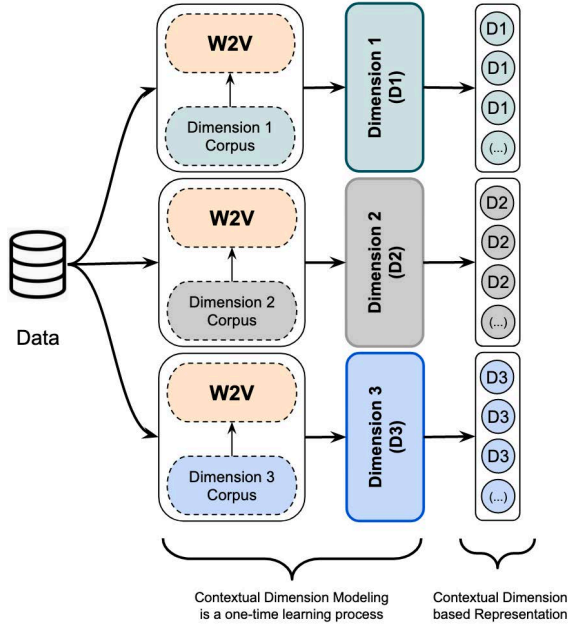 W2V
Dimension 1
Corpus
Dimension 1
(D1)
D1
D1
D1
(...)
W2V
Dimension 2
Corpus
Dimension 2
(D2)
D2
D2
D2
(...)
Data
W2V
Dimension 3
Corpus
Dimension 3
(D3)
D3
D3
D3
(...)
Contextual Dimension Modeling
is a one-time learning process
Contextual Dimension
based Representation